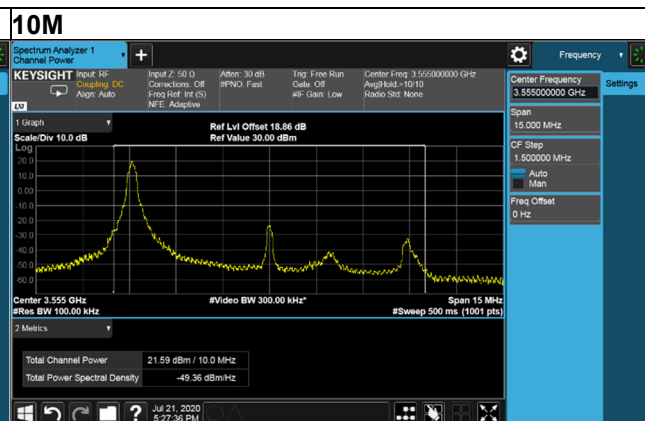 10M
Spectrum Analyzer 1
Channel Power
Frequency
Settings
KEYSIGHT Input: RF
Coupling: DC
Align: Auto
Input Z: 50 Ω
Corrections: Off
Freq Ref: Int (S)
NFE: Adaptive
Atten: 30 dB
#PNO: Fast
Trig: Free Run
Gate: Off
#IF Gain: Low
Center Freq: 3.555000000 GHz
Avg|Hold:>10/10
Radio Std: None
LXI
Center Frequency
3.555000000 GHz
Span
15.000 MHz
CF Step
1.500000 MHz
Auto
Man
Freq Offset
0 Hz
1 Graph
Scale/Div 10.0 dB
Ref Lvl Offset 18.86 dB
Ref Value 30.00 dBm
Log
20.0
10.0
0.00
-10.0
-20.0
-30.0
-40.0
-50.0
-60.0
Center 3.555 GHz
#Res BW 100.00 kHz
#Video BW 300.00 kHz*
Span 15 MHz
#Sweep 500 ms (1001 pts)
2 Metrics
Total Channel Power 21.59 dBm / 10.0 MHz
Total Power Spectral Density -49.36 dBm/Hz
?
Jul 21, 2020
5:27:36 PM